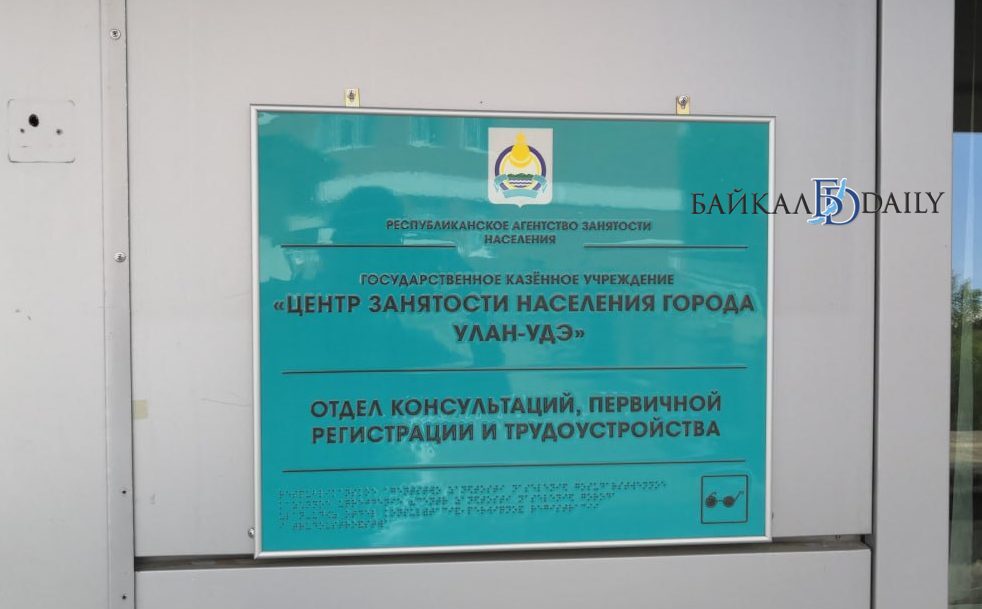 РЕСПУБЛИКАНСКОЕ АГЕНТСТВО ЗАНЯТОСТИ
НАСЕЛЕНИЯ
БАЙКАЛ БD DAILY
ГОСУДАРСТВЕННОЕ КАЗЁННОЕ УЧРЕЖДЕНИЕ
«ЦЕНТР ЗАНЯТОСТИ НАСЕЛЕНИЯ ГОРОДА
УЛАН-УДЭ»
ОТДЕЛ КОНСУЛЬТАЦИЙ, ПЕРВИЧНОЙ
РЕГИСТРАЦИИ И ТРУДОУСТРОЙСТВА